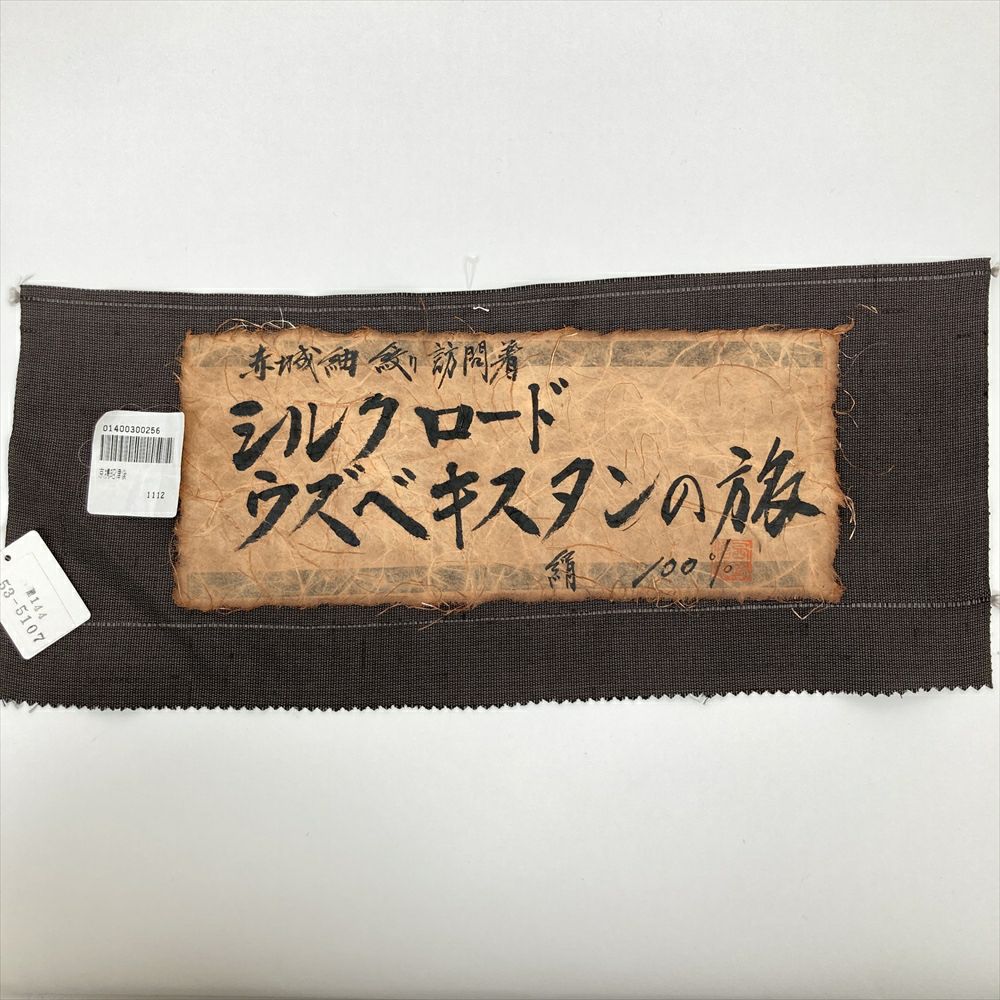 赤城紬 絞り 訪問着
シルクロード
ウズベキスタンの旅
絹 100%
01400300256
1112
53-5107